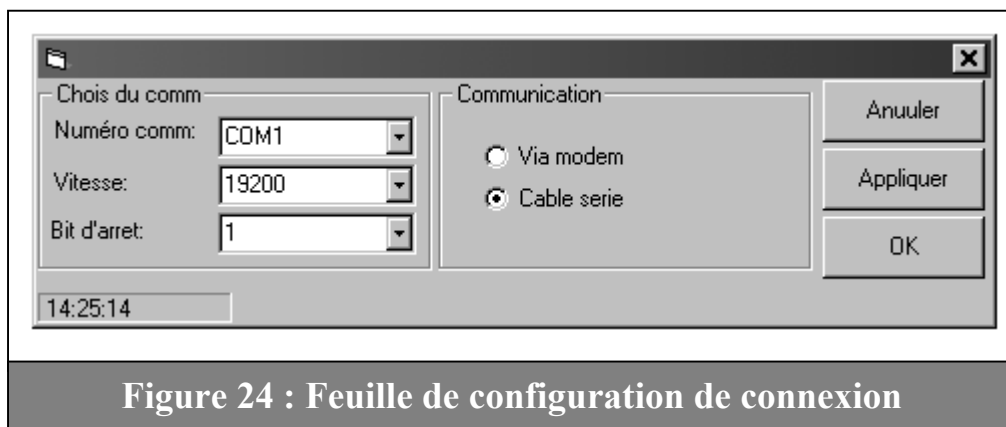 Chois du comm
Numéro comm: COM1
Vitesse: 19200
Bit d'arret: 1
Communication
Via modem
Cable serie
Anuuler
Appliquer
OK
14:25:14
Figure 24 : Feuille de configuration de connexion